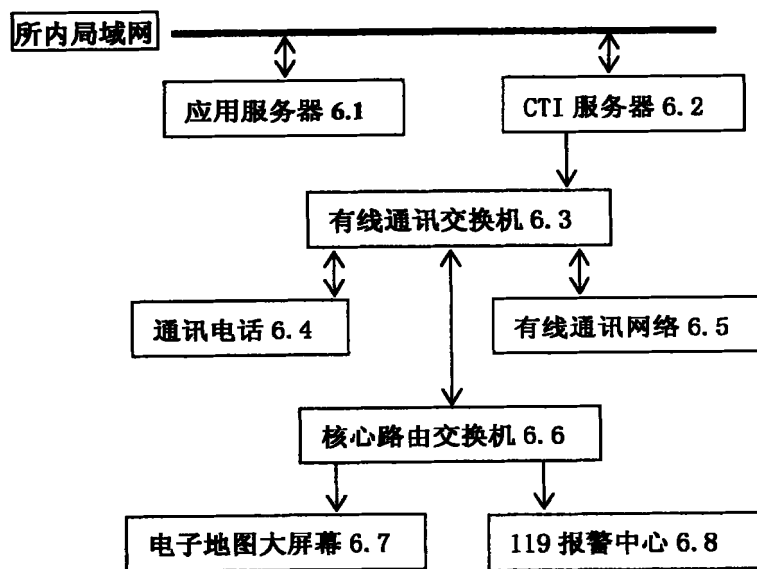 所内局域网
应用服务器 6.1
CTI 服务器 6.2
有线通讯交换机 6.3
通讯电话 6.4
有线通讯网络 6.5
核心路由交换机 6.6
电子地图大屏幕 6.7
119 报警中心 6.8